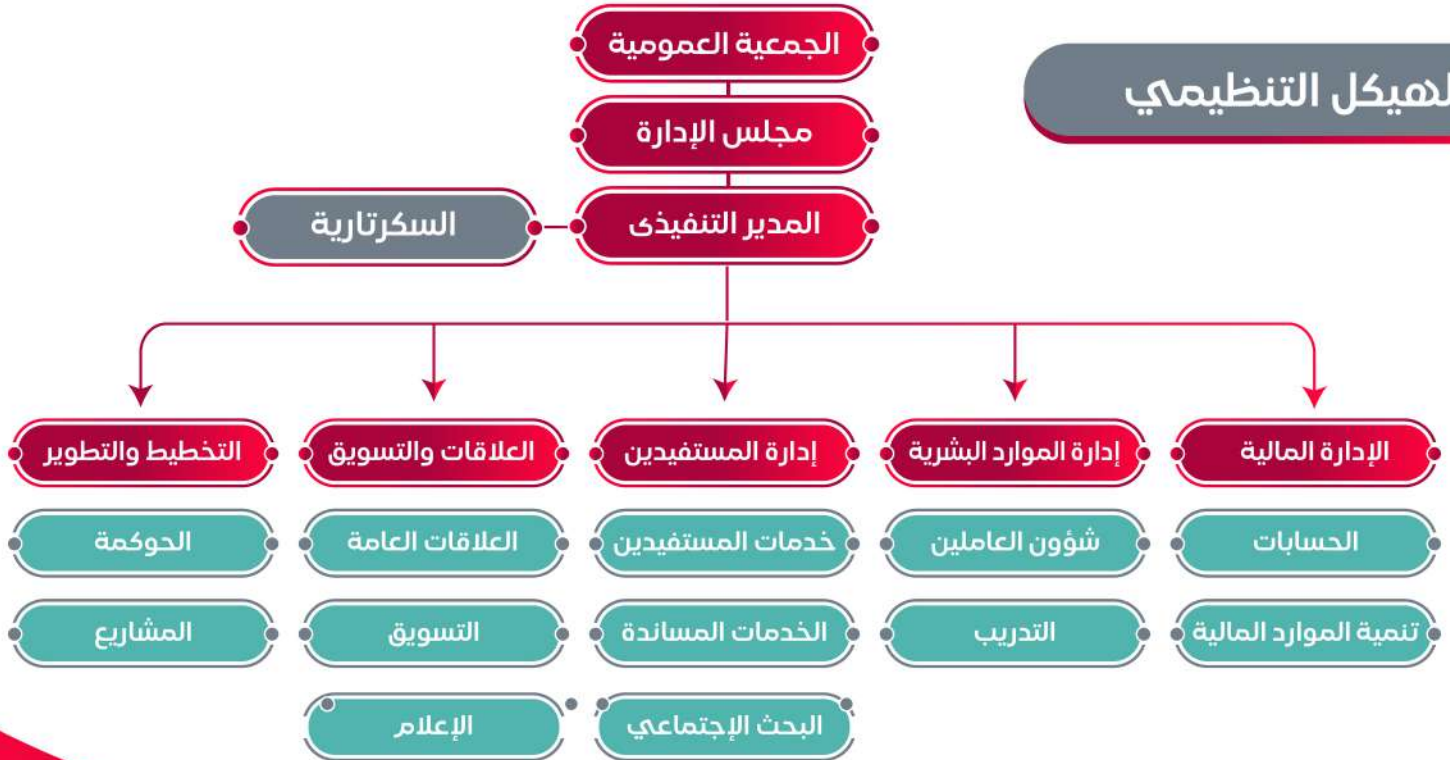 لهيكل التنظيمي
الجمعية العمومية
مجلس الإدارة
المدير التنفيذى
السكرتارية
الإدارة المالية
إدارة الموارد البشرية
إدارة المستفيدين
العلاقات والتسويق
التخطيط والتطوير
الحسابات
شؤون العاملين
خدمات المستفيدين
العلاقات العامة
الحوكمة
تنمية الموارد المالية
التدريب
الخدمات المساندة
التسويق
المشاريع
البحث الإجتماعي
الإعلام